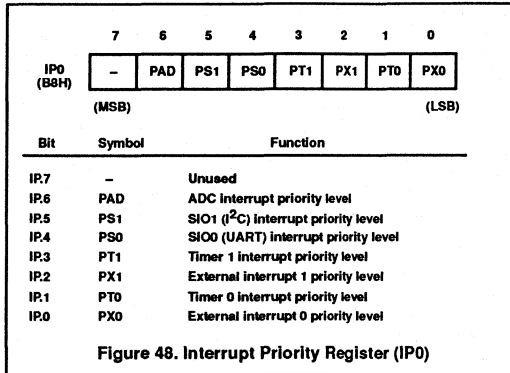 7 6 5 4 3 2 1 0
IP0 (B8H) – PAD PS1 PS0 PT1 PX1 PT0 PX0
(MSB) (LSB)
Bit Symbol Function
IP.7 – Unused
IP.6 PAD ADC interrupt priority level
IP.5 PS1 SIO1 (I²C) interrupt priority level
IP.4 PS0 SIO0 (UART) interrupt priority level
IP.3 PT1 Timer 1 interrupt priority level
IP.2 PX1 External interrupt 1 priority level
IP.1 PT0 Timer 0 interrupt priority level
IP.0 PX0 External interrupt 0 priority level
Figure 48. Interrupt Priority Register (IP0)